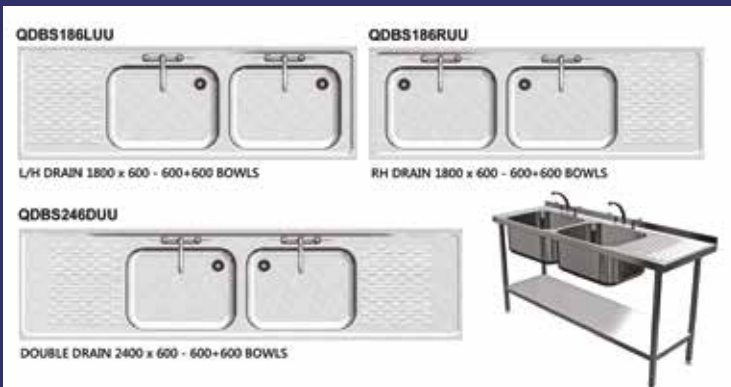 QDBS186LUU
QDBS186RUU
L/H DRAIN 1800 x 600 - 600+600 BOWLS
RH DRAIN 1800 x 600 - 600+600 BOWLS
QDBS246DUU
DOUBLE DRAIN 2400 x 600 - 600+600 BOWLS